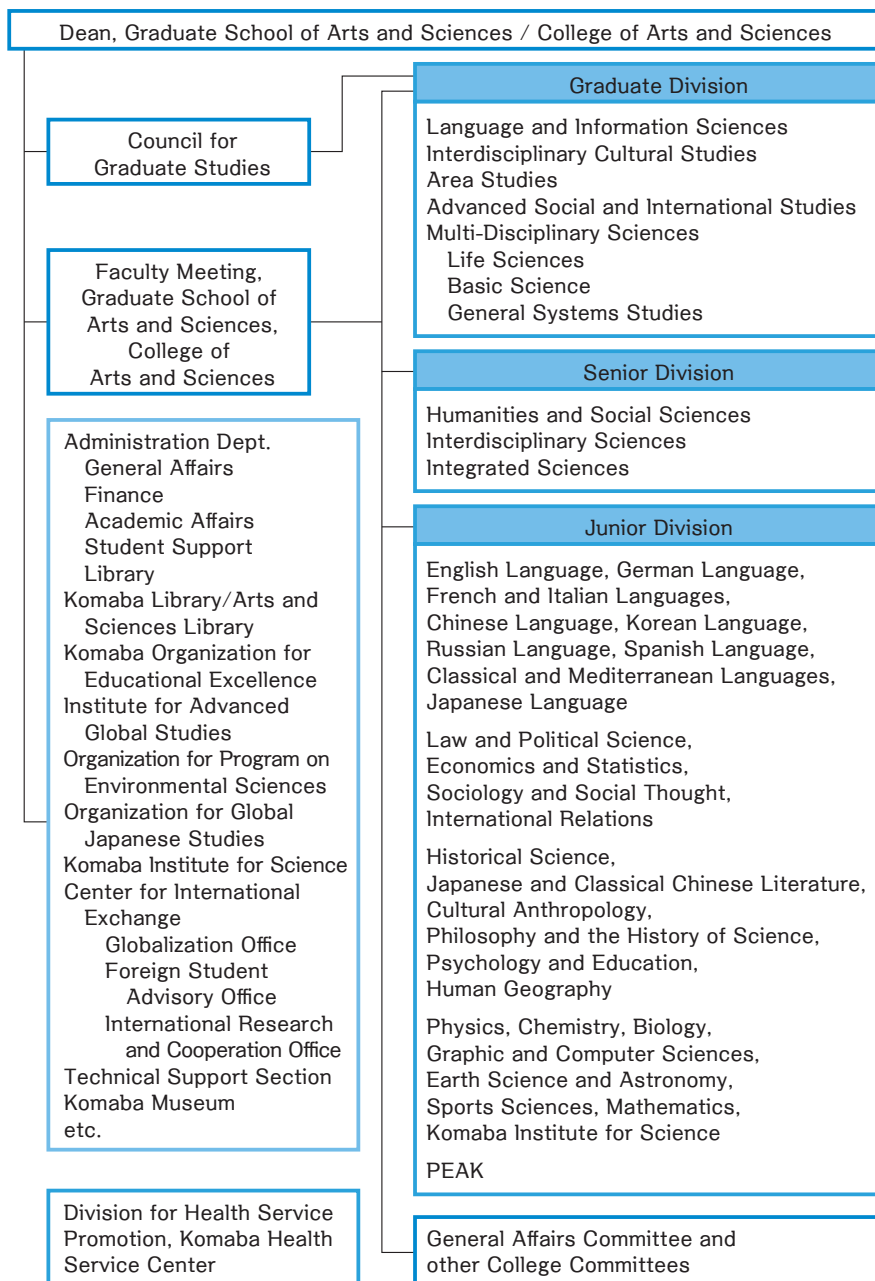 Dean, Graduate School of Arts and Sciences / College of Arts and Sciences
Council for
Graduate Studies
Faculty Meeting,
Graduate School of
Arts and Sciences,
College of
Arts and Sciences
Administration Dept.
General Affairs
Finance
Academic Affairs
Student Support
Library
Komaba Library/Arts and
Sciences Library
Komaba Organization for
Educational Excellence
Institute for Advanced
Global Studies
Organization for Program on
Environmental Sciences
Organization for Global
Japanese Studies
Komaba Institute for Science
Center for International
Exchange
Globalization Office
Foreign Student
Advisory Office
International Research
and Cooperation Office
Technical Support Section
Komaba Museum
etc.
Division for Health Service
Promotion, Komaba Health
Service Center
Graduate Division
Language and Information Sciences
Interdisciplinary Cultural Studies
Area Studies
Advanced Social and International Studies
Multi-Disciplinary Sciences
Life Sciences
Basic Science
General Systems Studies
Senior Division
Humanities and Social Sciences
Interdisciplinary Sciences
Integrated Sciences
Junior Division
English Language, German Language,
French and Italian Languages,
Chinese Language, Korean Language,
Russian Language, Spanish Language,
Classical and Mediterranean Languages,
Japanese Language
Law and Political Science,
Economics and Statistics,
Sociology and Social Thought,
International Relations
Historical Science,
Japanese and Classical Chinese Literature,
Cultural Anthropology,
Philosophy and the History of Science,
Psychology and Education,
Human Geography
Physics, Chemistry, Biology,
Graphic and Computer Sciences,
Earth Science and Astronomy,
Sports Sciences, Mathematics,
Komaba Institute for Science
PEAK
General Affairs Committee and
other College Committees